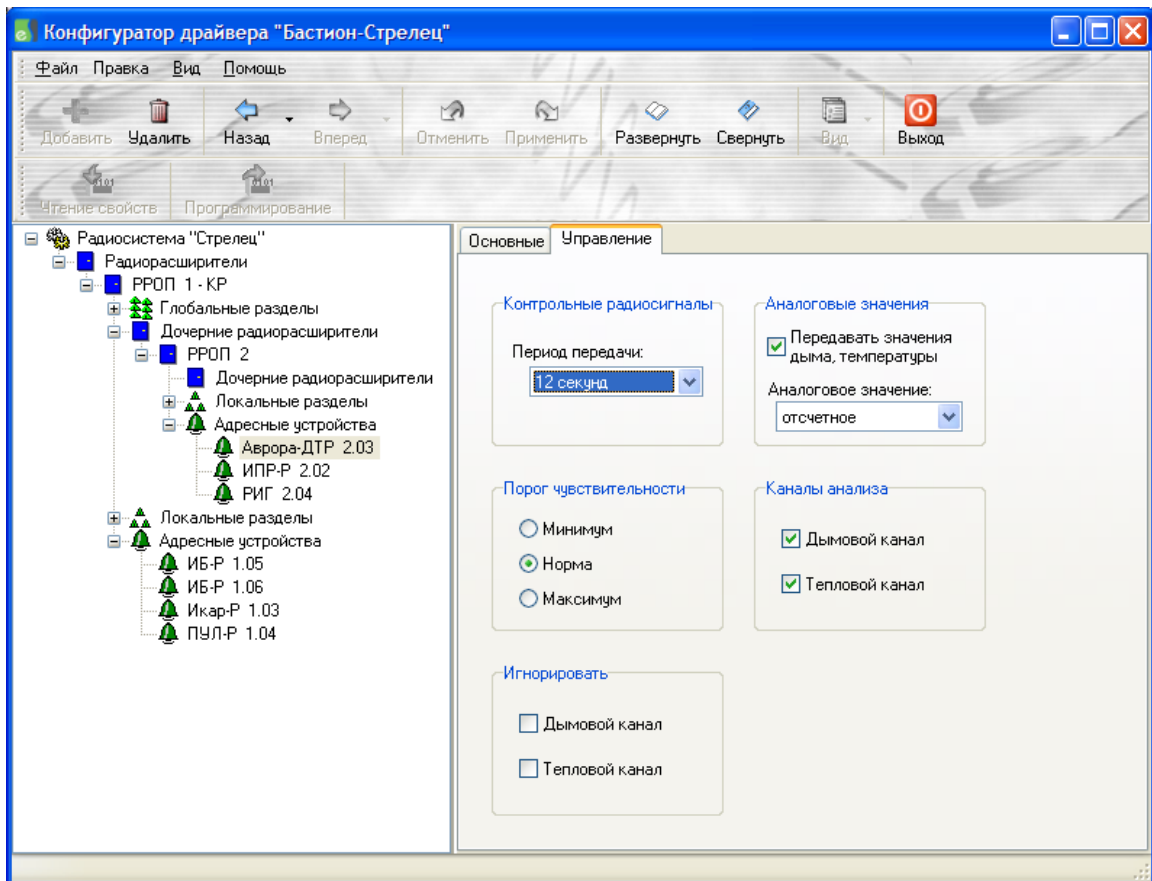 Конфигуратор драйвера "Бастион-Стрелец"
Файл Правка Вид Помощь
Добавить Удалить Назад Вперед Отменить Применить Развернуть Свернуть Вид Выход
Чтение свойств Программирование
Радиосистема "Стрелец"
Радиорасширители
РРОП 1 - КР
Глобальные разделы
Дочерние радиорасширители
РРОП 2
Дочерние радиорасширители
Локальные разделы
Адресные устройства
Аврора-ДТР 2.03
ИПР-Р 2.02
РИГ 2.04
Локальные разделы
Адресные устройства
ИБ-Р 1.05
ИБ-Р 1.06
Икар-Р 1.03
ПУЛ-Р 1.04
Основные Управление
Контрольные радиосигналы
Период передачи:
12 секунд
Аналоговые значения
Передавать значения
дыма, температуры
Аналоговое значение:
отсчетное
Порог чувствительности
Минимум
Норма
Максимум
Каналы анализа
Дымовой канал
Тепловой канал
Игнорировать
Дымовой канал
Тепловой канал